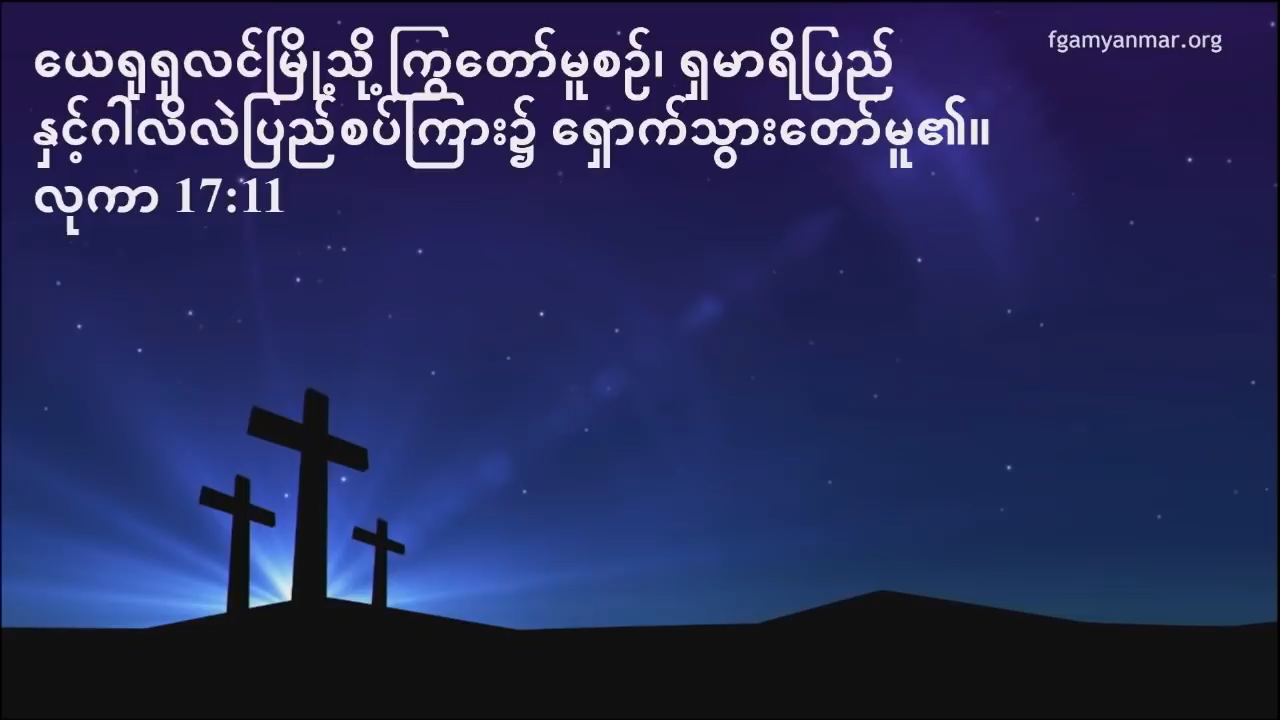 ယေရုရှလင်မြို့သို့ ကြွတော်မူစဉ်၊ ရှမာရိပြည်
နှင့်ဂါလိလဲပြည်စပ်ကြား၌ ရှောက်သွားတော်မူ၏။
လုကာ 17:11
fgamyanmar.org